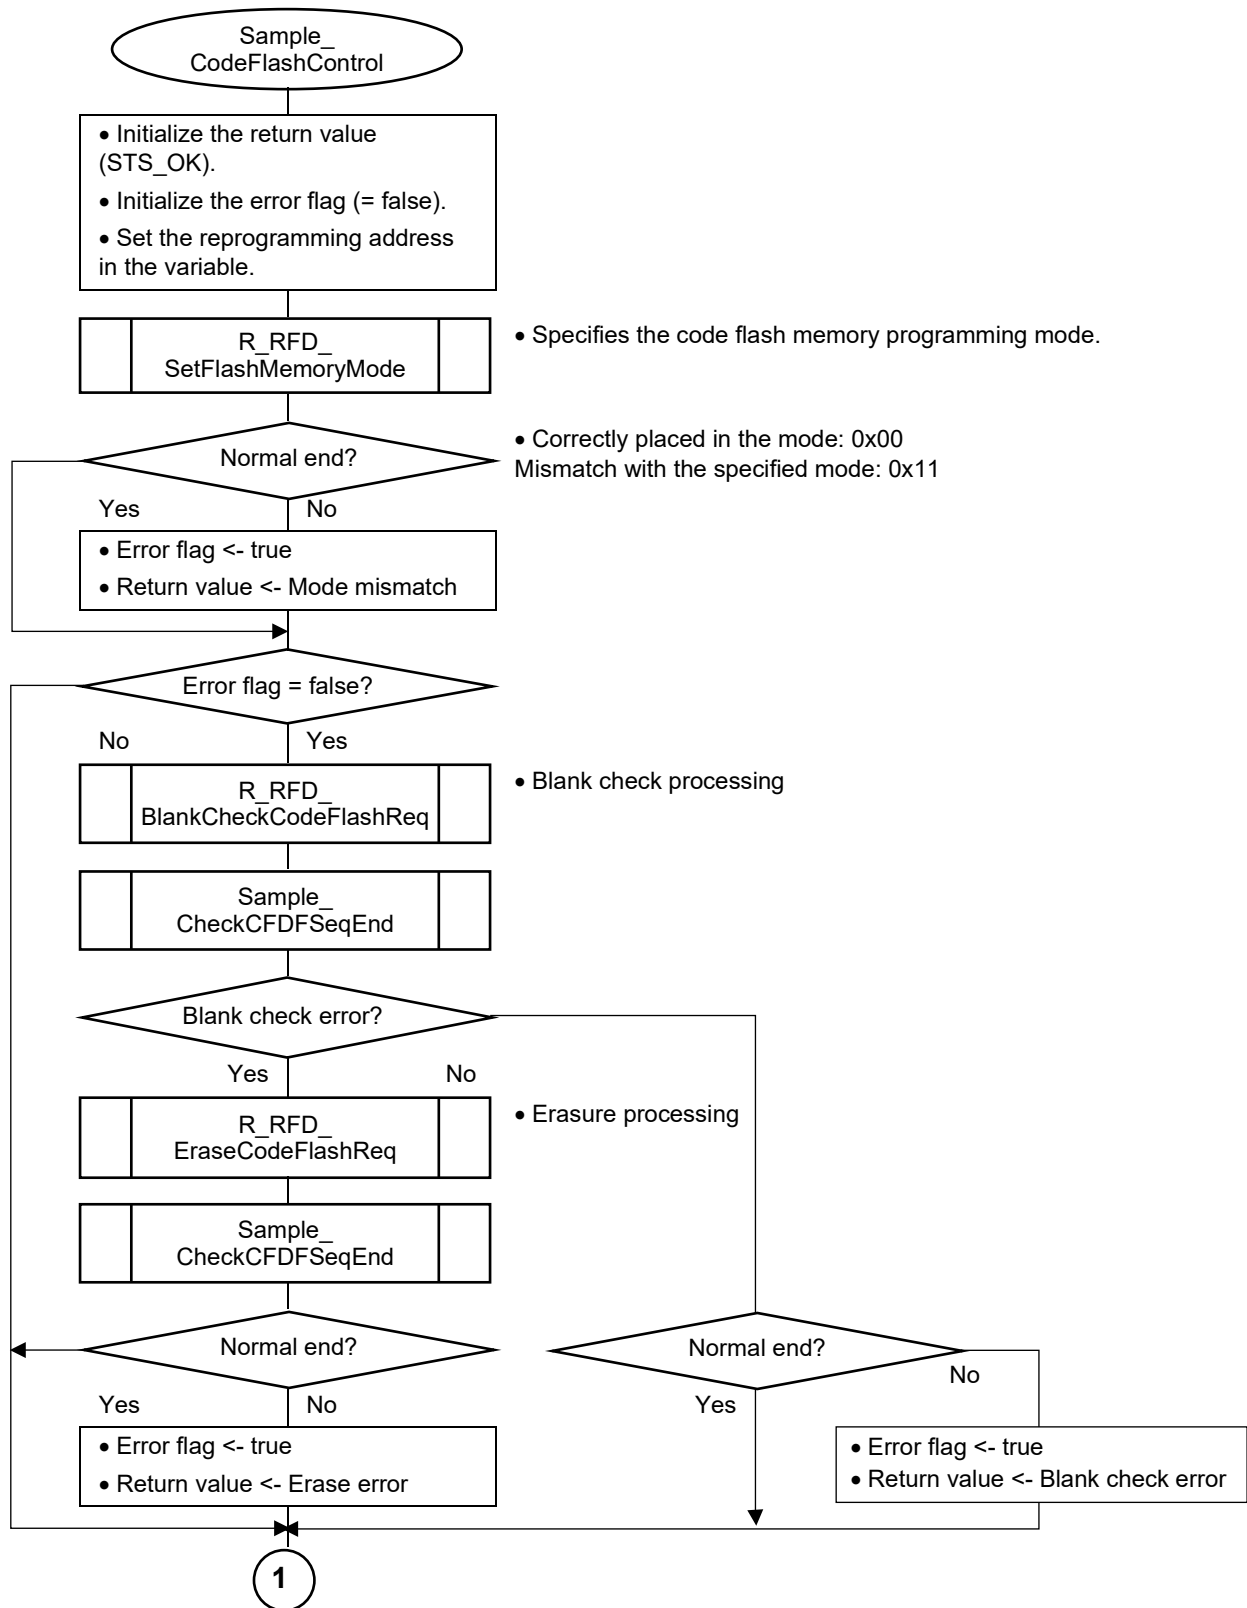 Sample_
CodeFlashControl
• Initialize the return value
(STS_OK).
• Initialize the error flag (= false).
• Set the reprogramming address
in the variable.
R_RFD_
SetFlashMemoryMode
• Specifies the code flash memory programming mode.
Normal end?
• Correctly placed in the mode: 0x00
Mismatch with the specified mode: 0x11
Yes
No
• Error flag <- true
• Return value <- Mode mismatch
Error flag = false?
No
Yes
R_RFD_
BlankCheckCodeFlashReq
• Blank check processing
Sample_
CheckCFDFSeqEnd
Blank check error?
Yes
No
R_RFD_
EraseCodeFlashReq
• Erasure processing
Sample_
CheckCFDFSeqEnd
Normal end?
Normal end?
No
Yes
No
Yes
• Error flag <- true
• Return value <- Erase error
• Error flag <- true
• Return value <- Blank check error
1